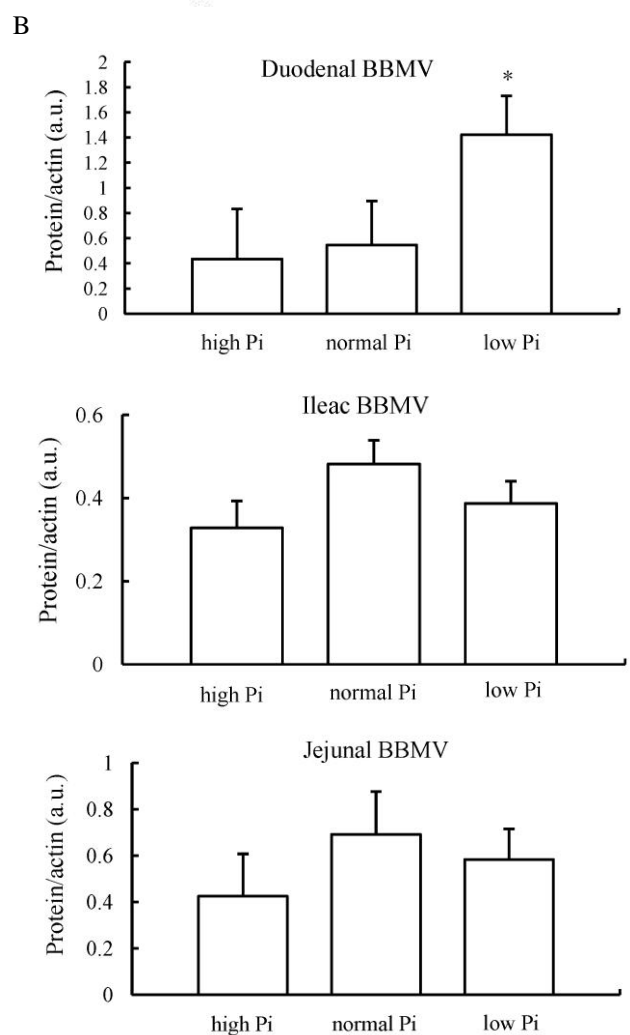 B
Duodenal BBMV
*
Protein/actin (a.u.)
2
1.8
1.6
1.4
1.2
1
0.8
0.6
0.4
0.2
0
high Pi normal Pi low Pi
Ileac BBMV
Protein/actin (a.u.)
0.6
0.4
0.2
0
high Pi normal Pi low Pi
Jejunal BBMV
Protein/actin (a.u.)
1
0.8
0.6
0.4
0.2
0
high Pi normal Pi low Pi